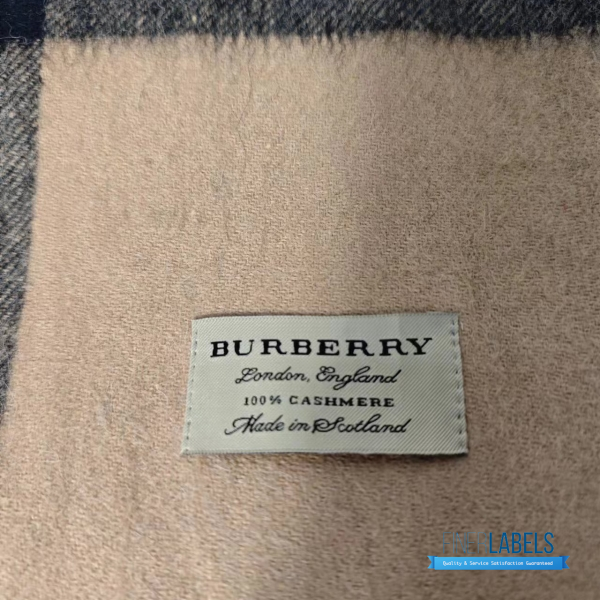 BURBERRY
London, England
100% CASHMERE
Made in Scotland
LABELS
Quality & Service Satisfaction Guaranteed